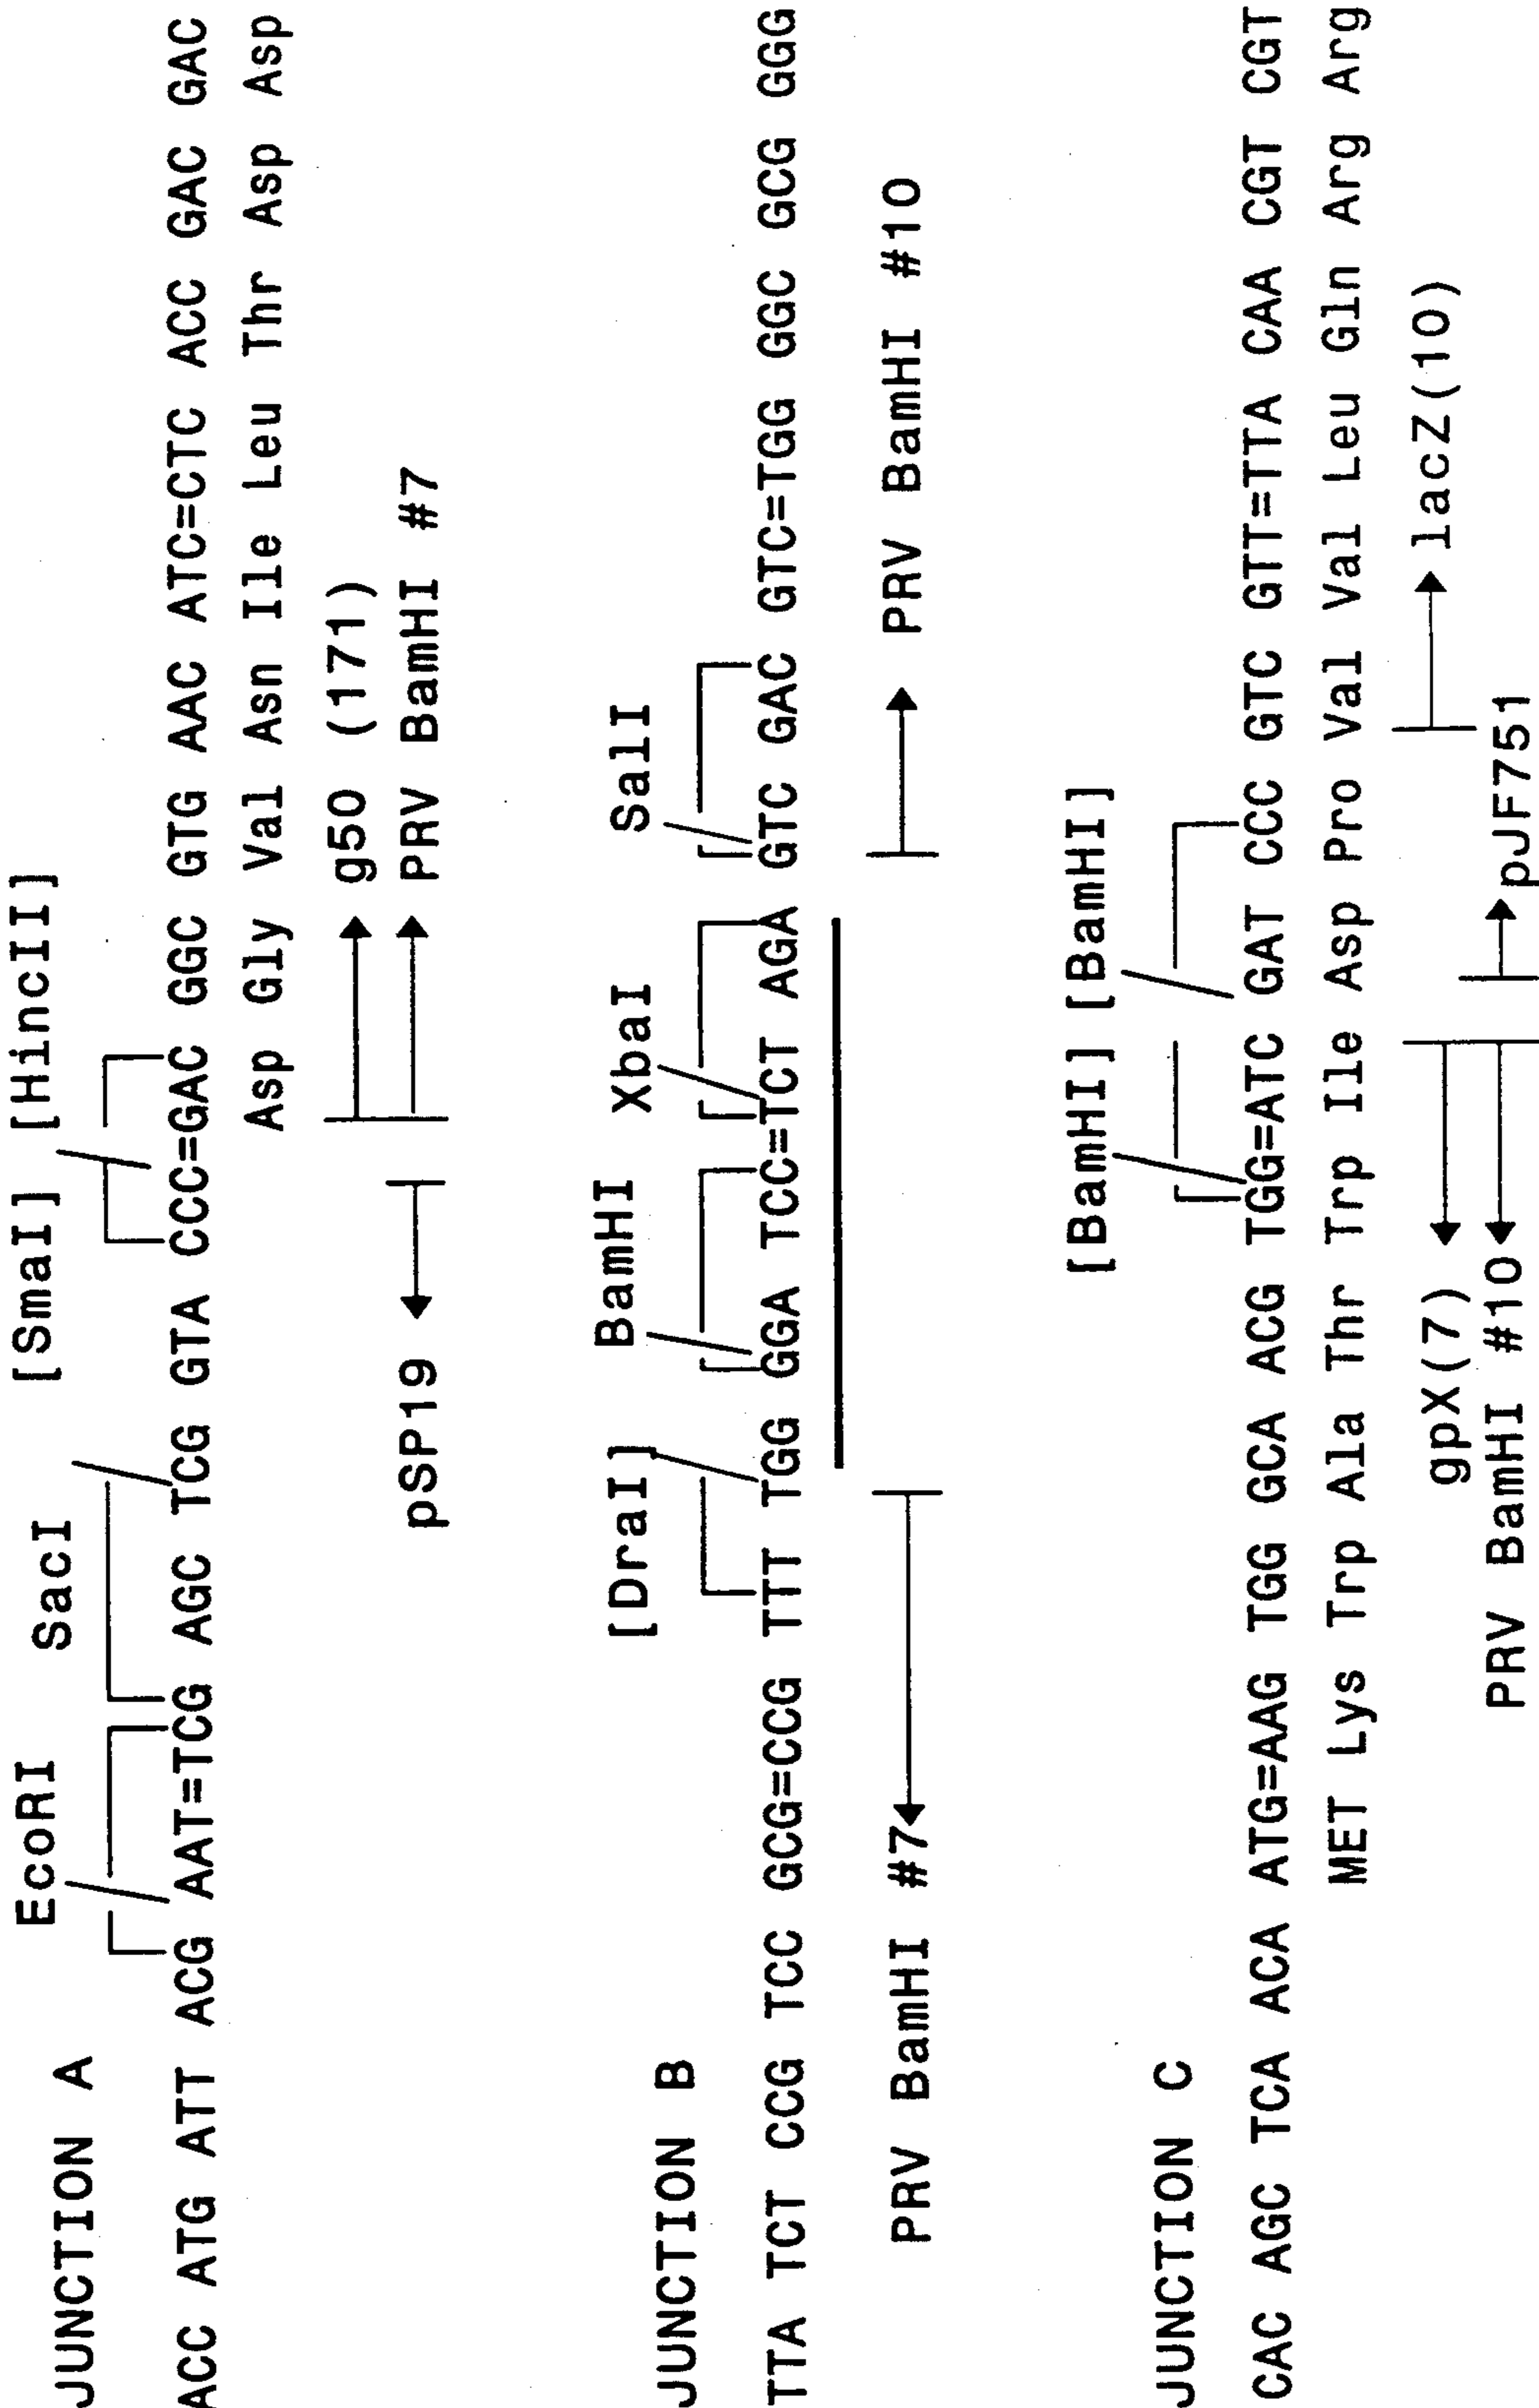 JUNCTION A
EcoRI SacI [SmaI] [HincII]
ACC ATG ATT ACG AAT=TCG AGC TCG GTA CCC=GAC GGC GTG AAC ATC=CTC ACC GAC GAC
Asp Gly Val Asn Ile Leu Thr Asp Asp
g50 (171)
pSP19 PRV BamHI #7
JUNCTION B
[DraI] BamHI XbaI SalI
TTA TCT CCG TCC GCG=CCG TTT TGG GGA TCC=TCT AGA GTC GAC GTC=TGG GGC GCG GGG
PRV BamHI #7 PRV BamHI #10
JUNCTION C
[BamHI] [BamHI]
CAC AGC TCA ACA ATG=AAG TGG GCA ACG TGG=ATC GAT CCC GTC GTT=TTA CAA CGT CGT
MET Lys Trp Ala Thr Trp Ile Asp Pro Val Val Leu Gln Arg Arg
gpX(7) lacZ(10)
PRV BamHI #10 pJF751